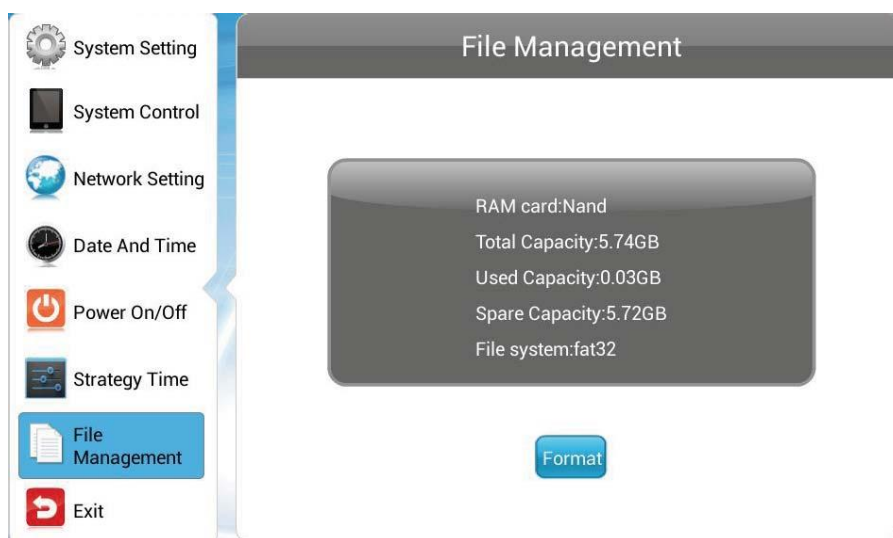 System Setting
System Control
Network Setting
Date And Time
Power On/Off
Strategy Time
File
Management
Exit
File Management
RAM card:Nand
Total Capacity:5.74GB
Used Capacity:0.03GB
Spare Capacity:5.72GB
File system:fat32
Format